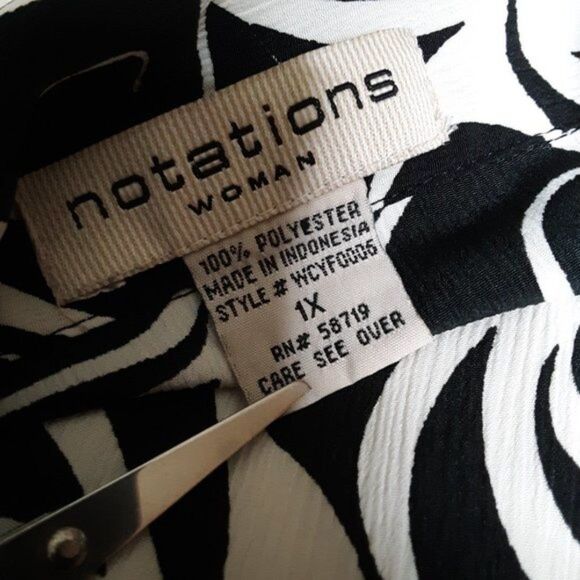 notations
WOMAN
100% POLYESTER
MADE IN INDONESIA
STYLE # WCYF0006
1X
RN# 58719
CARE SEE OVER